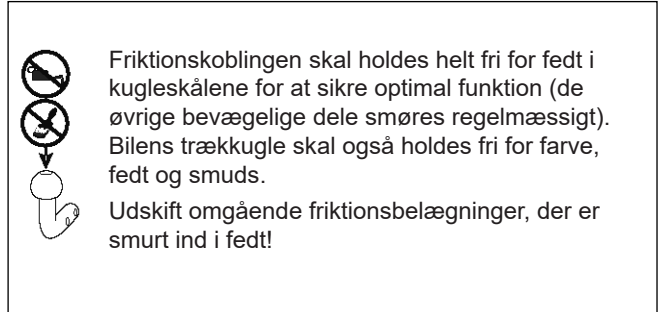 Friktionskoblingen skal holdes helt fri for fedt i
kugleskålene for at sikre optimal funktion (de
øvrige bevægelige dele smøres regelmæssigt).
Bilens trækkugle skal også holdes fri for farve,
fedt og smuds.
Udskift omgående friktionsbelægninger, der er
smurt ind i fedt!